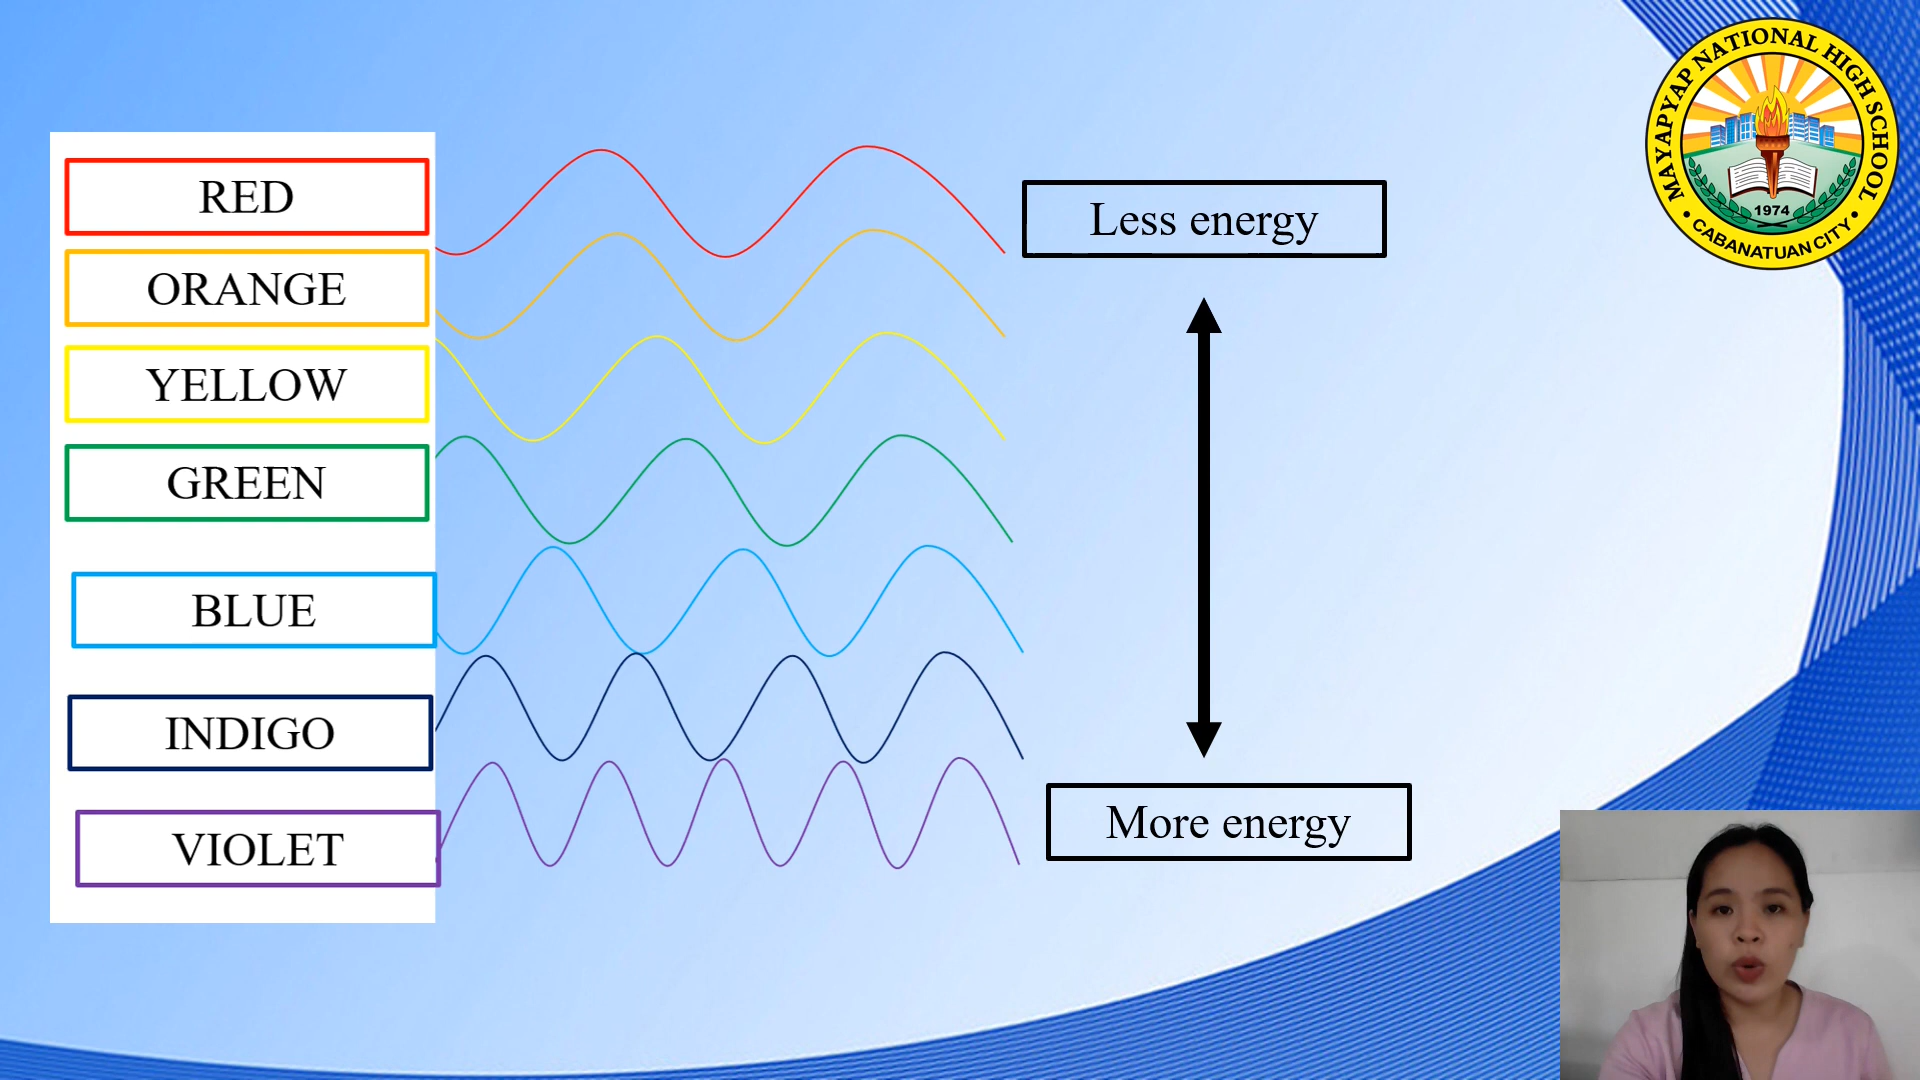 RED
ORANGE
YELLOW
GREEN
BLUE
INDIGO
VIOLET
Less energy
More energy
MAYAPYAP NATIONAL HIGH SCHOOL
1974
• CABANATUAN CITY •